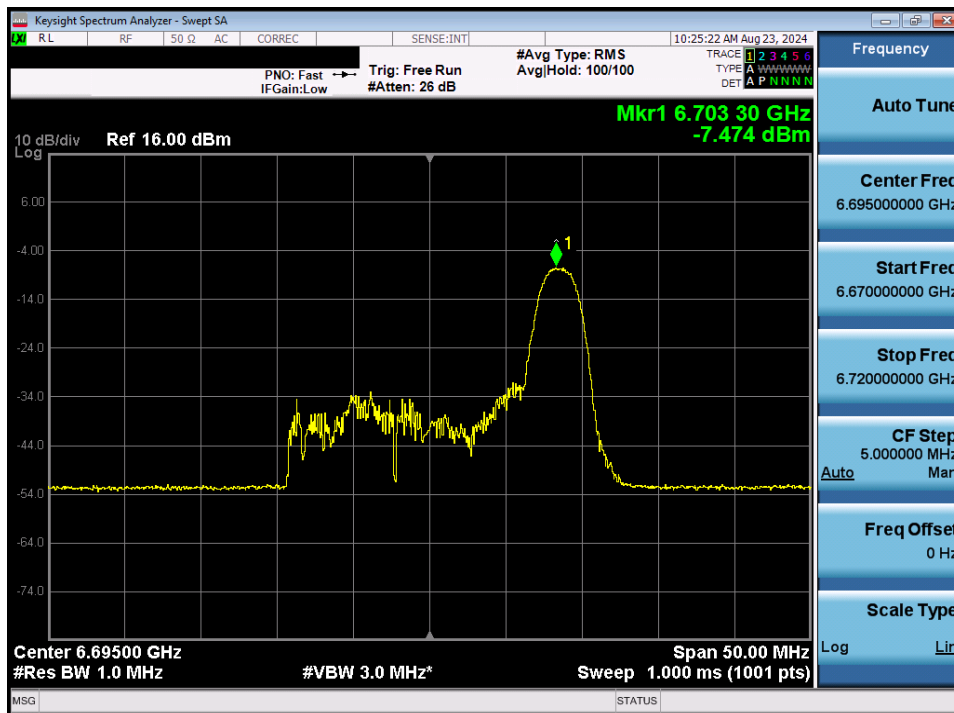 Keysight Spectrum Analyzer - Swept SA
LXI RL RF 50 Ω AC CORREC SENSE:INT 10:25:22 AM Aug 23, 2024
PNO: Fast Trig: Free Run #Avg Type: RMS TRACE 1 2 3 4 5 6
IFGain:Low #Atten: 26 dB Avg|Hold: 100/100 TYPE A WWWWW
DET A P N N N N
Mkr1 6.703 30 GHz
-7.474 dBm
10 dB/div Ref 16.00 dBm
Log
1
6.00
-4.00
-14.0
-24.0
-34.0
-44.0
-54.0
-64.0
-74.0
Center 6.69500 GHz Span 50.00 MHz
#Res BW 1.0 MHz #VBW 3.0 MHz* Sweep 1.000 ms (1001 pts)
MSG STATUS
Frequency
Auto Tune
Center Freq
6.695000000 GHz
Start Freq
6.670000000 GHz
Stop Freq
6.720000000 GHz
CF Step
5.000000 MHz
Auto Man
Freq Offset
0 Hz
Scale Type
Log Lin